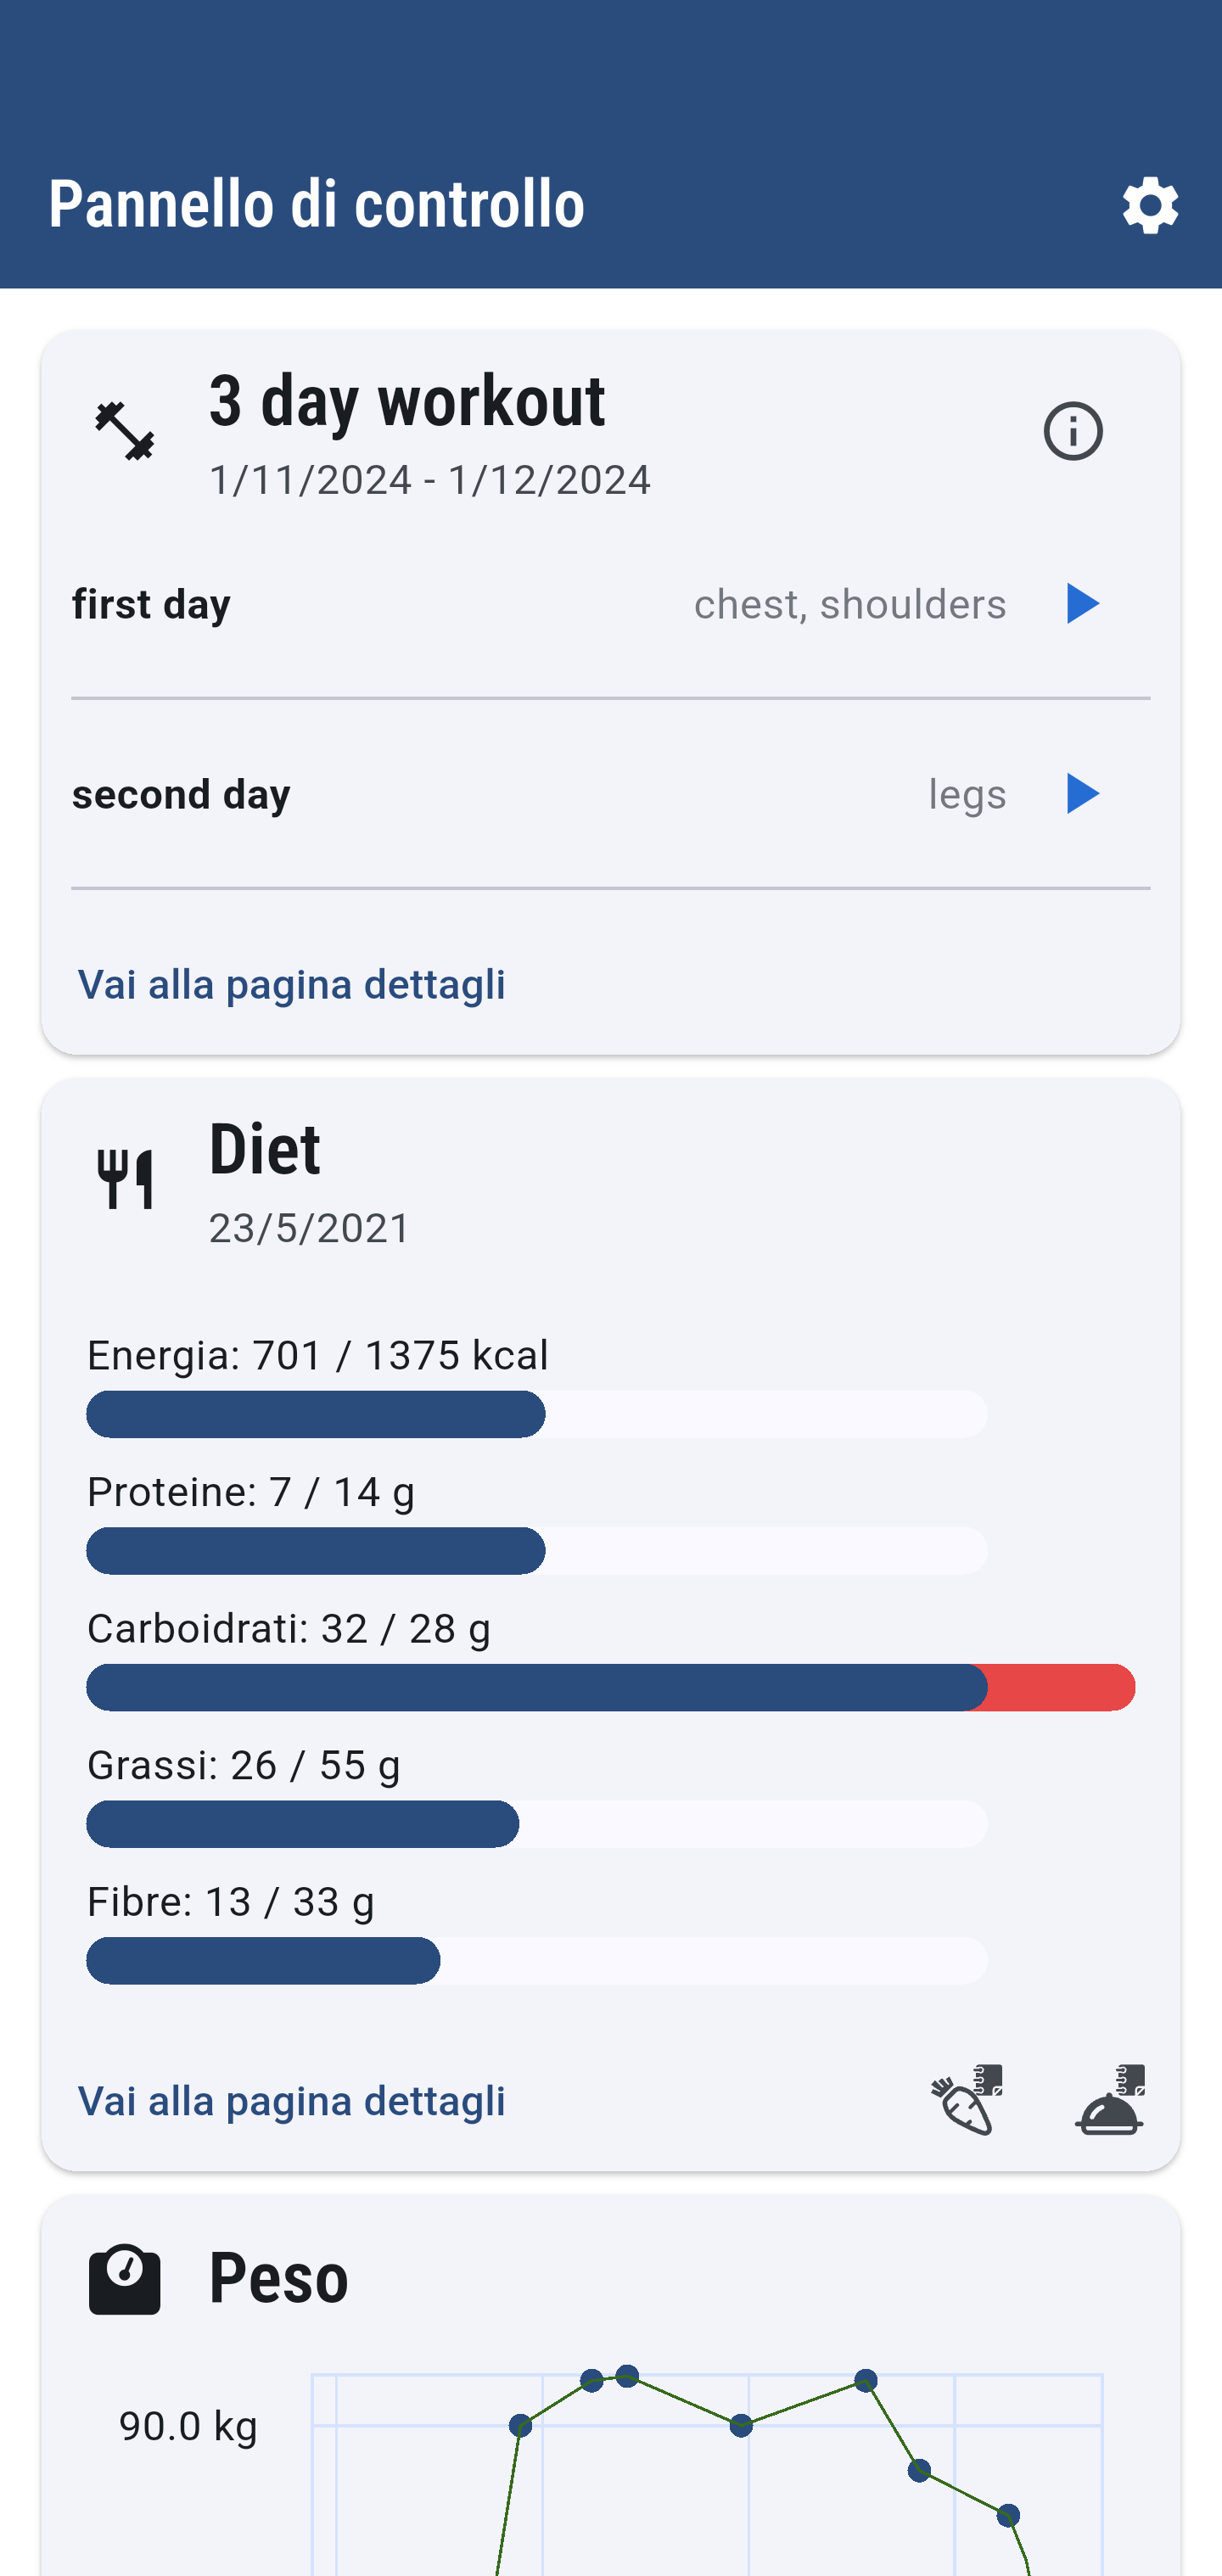 Pannello di controllo
3 day workout
1/11/2024 - 1/12/2024
first day chest, shoulders
second day legs
Vai alla pagina dettagli
Diet
23/5/2021
Energia: 701 / 1375 kcal
Proteine: 7 / 14 g
Carboidrati: 32 / 28 g
Grassi: 26 / 55 g
Fibre: 13 / 33 g
Vai alla pagina dettagli
Peso
90.0 kg